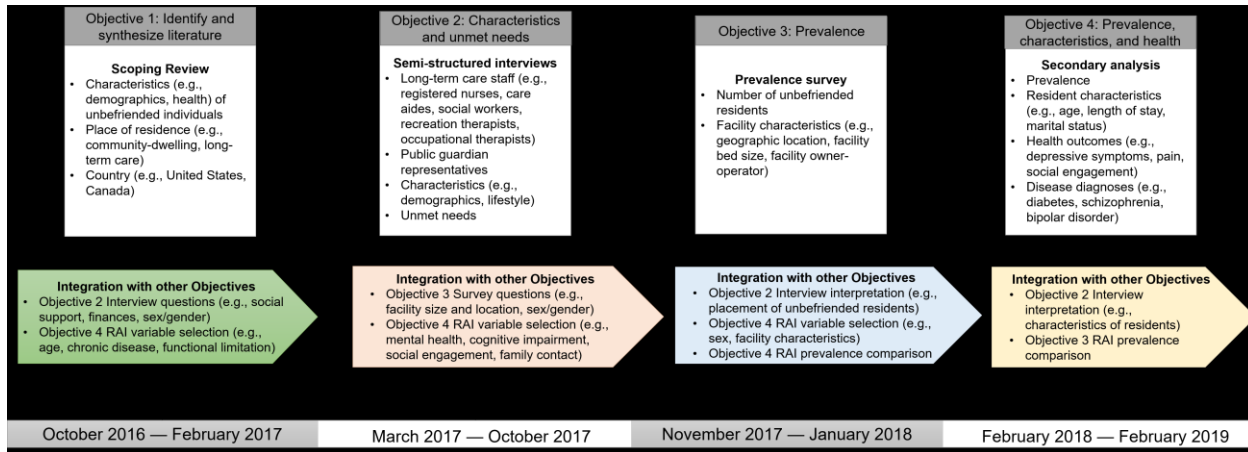 Objective 1: Identify and
synthesize literature
Scoping Review
• Characteristics (e.g.,
demographics, health) of
unbefriended individuals
• Place of residence (e.g.,
community-dwelling, long-
term care)
• Country (e.g., United States,
Canada)
Objective 2: Characteristics
and unmet needs
Semi-structured interviews
• Long-term care staff (e.g.,
registered nurses, care
aides, social workers,
recreation therapists,
occupational therapists)
• Public guardian
representatives
• Characteristics (e.g.,
demographics, lifestyle)
• Unmet needs
Objective 3: Prevalence
Prevalence survey
• Number of unbefriended
residents
• Facility characteristics (e.g.,
geographic location, facility
bed size, facility owner-
operator)
Objective 4: Prevalence,
characteristics, and health
Secondary analysis
• Prevalence
• Resident characteristics
(e.g., age, length of stay,
marital status)
• Health outcomes (e.g.,
depressive symptoms, pain,
social engagement)
• Disease diagnoses (e.g.,
diabetes, schizophrenia,
bipolar disorder)
Integration with other Objectives
• Objective 2 Interview questions (e.g., social
support, finances, sex/gender)
• Objective 4 RAI variable selection (e.g.,
age, chronic disease, functional limitation)
Integration with other Objectives
• Objective 3 Survey questions (e.g.,
facility size and location, sex/gender)
• Objective 4 RAI variable selection (e.g.,
mental health, cognitive impairment,
social engagement, family contact)
Integration with other Objectives
• Objective 2 Interview interpretation (e.g.,
placement of unbefriended residents)
• Objective 4 RAI variable selection (e.g.,
sex, facility characteristics)
• Objective 4 RAI prevalence comparison
Integration with other Objectives
• Objective 2 Interview
interpretation (e.g.,
characteristics of residents)
• Objective 3 RAI prevalence
comparison
October 2016 — February 2017
March 2017 — October 2017
November 2017 — January 2018
February 2018 — February 2019